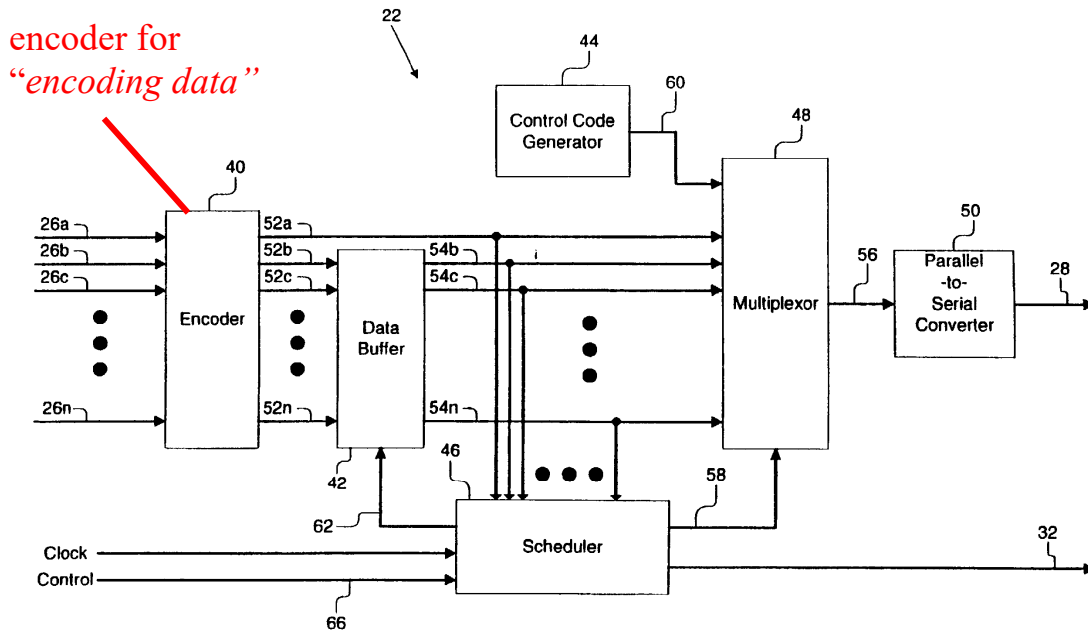 encoder for
“encoding data”
22
44
60
Control Code
Generator
48
40
50
26a
52a
26b
52b
54b
i
26c
52c
54c
56
Parallel
-to-
Serial
Converter
28
Encoder
Data
Buffer
Multiplexor
26n
52n
54n
42
46
58
62
Clock
Scheduler
32
Control
66